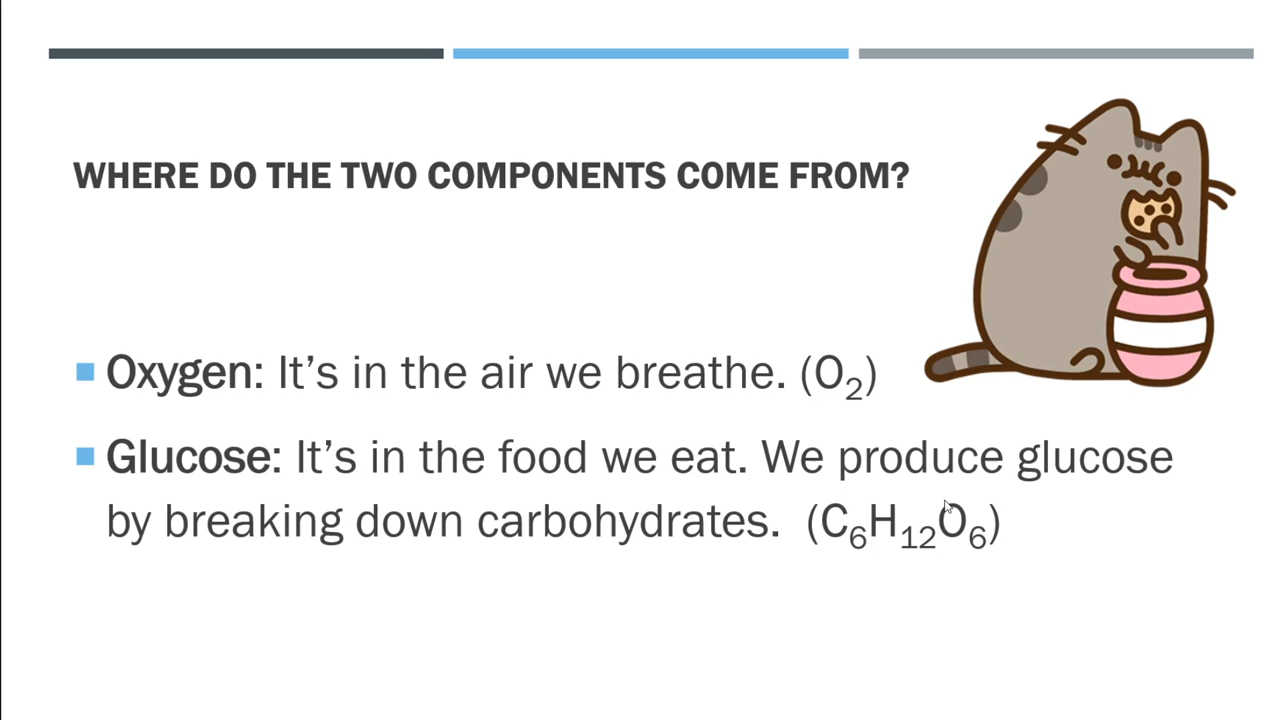 WHERE DO THE TWO COMPONENTS COME FROM?
Oxygen: It’s in the air we breathe. (O₂)
Glucose: It’s in the food we eat. We produce glucose
by breaking down carbohydrates. (C₆H₁₂O₆)